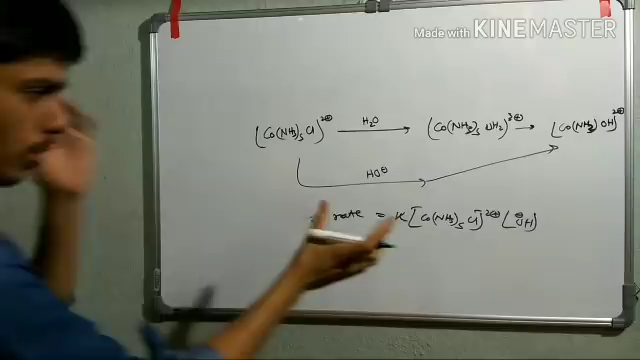 Made with KINEMASTER
[Co(NH3)5Cl]2⊕ H2O → [Co(NH3)5OH2]3⊕ → [Co(NH3)5OH]2⊕
HO⊖
rate = K[Co(NH3)5Cl]2⊕[⊖OH]